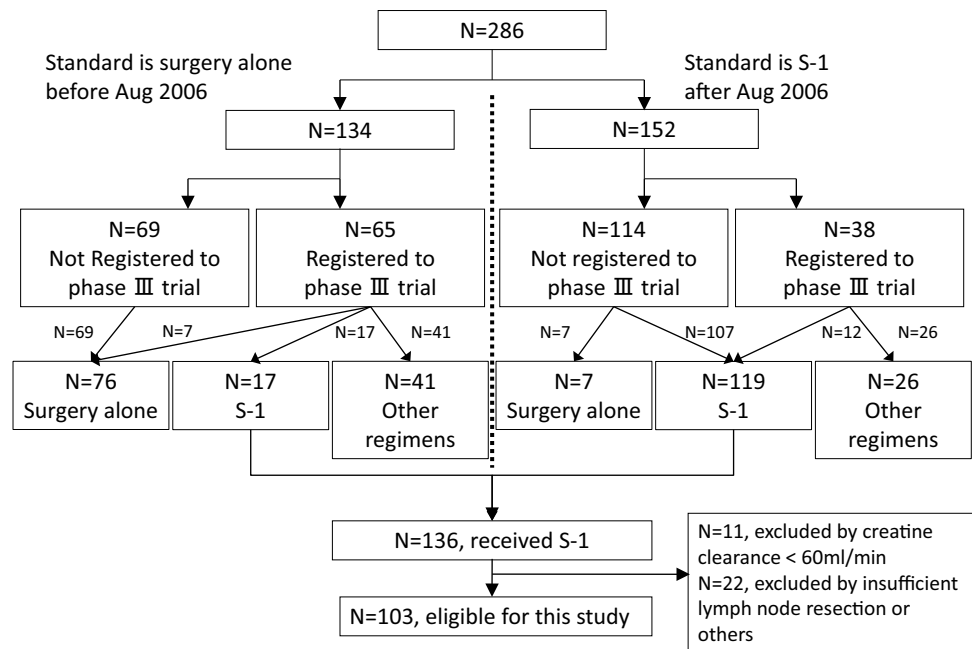 N=286
Standard is surgery alone
before Aug 2006
Standard is S-1
after Aug 2006
N=134
N=152
N=69
Not Registered to
phase Ⅲ trial
N=65
Registered to
phase Ⅲ trial
N=114
Not registered to
phase Ⅲ trial
N=38
Registered to
phase Ⅲ trial
N=69
N=7
N=17
N=41
N=7
N=107
N=12
N=26
N=76
Surgery alone
N=17
S-1
N=41
Other
regimens
N=7
Surgery alone
N=119
S-1
N=26
Other
regimens
N=136, received S-1
N=11, excluded by creatine
clearance < 60ml/min
N=22, excluded by insufficient
lymph node resection or
others
N=103, eligible for this study